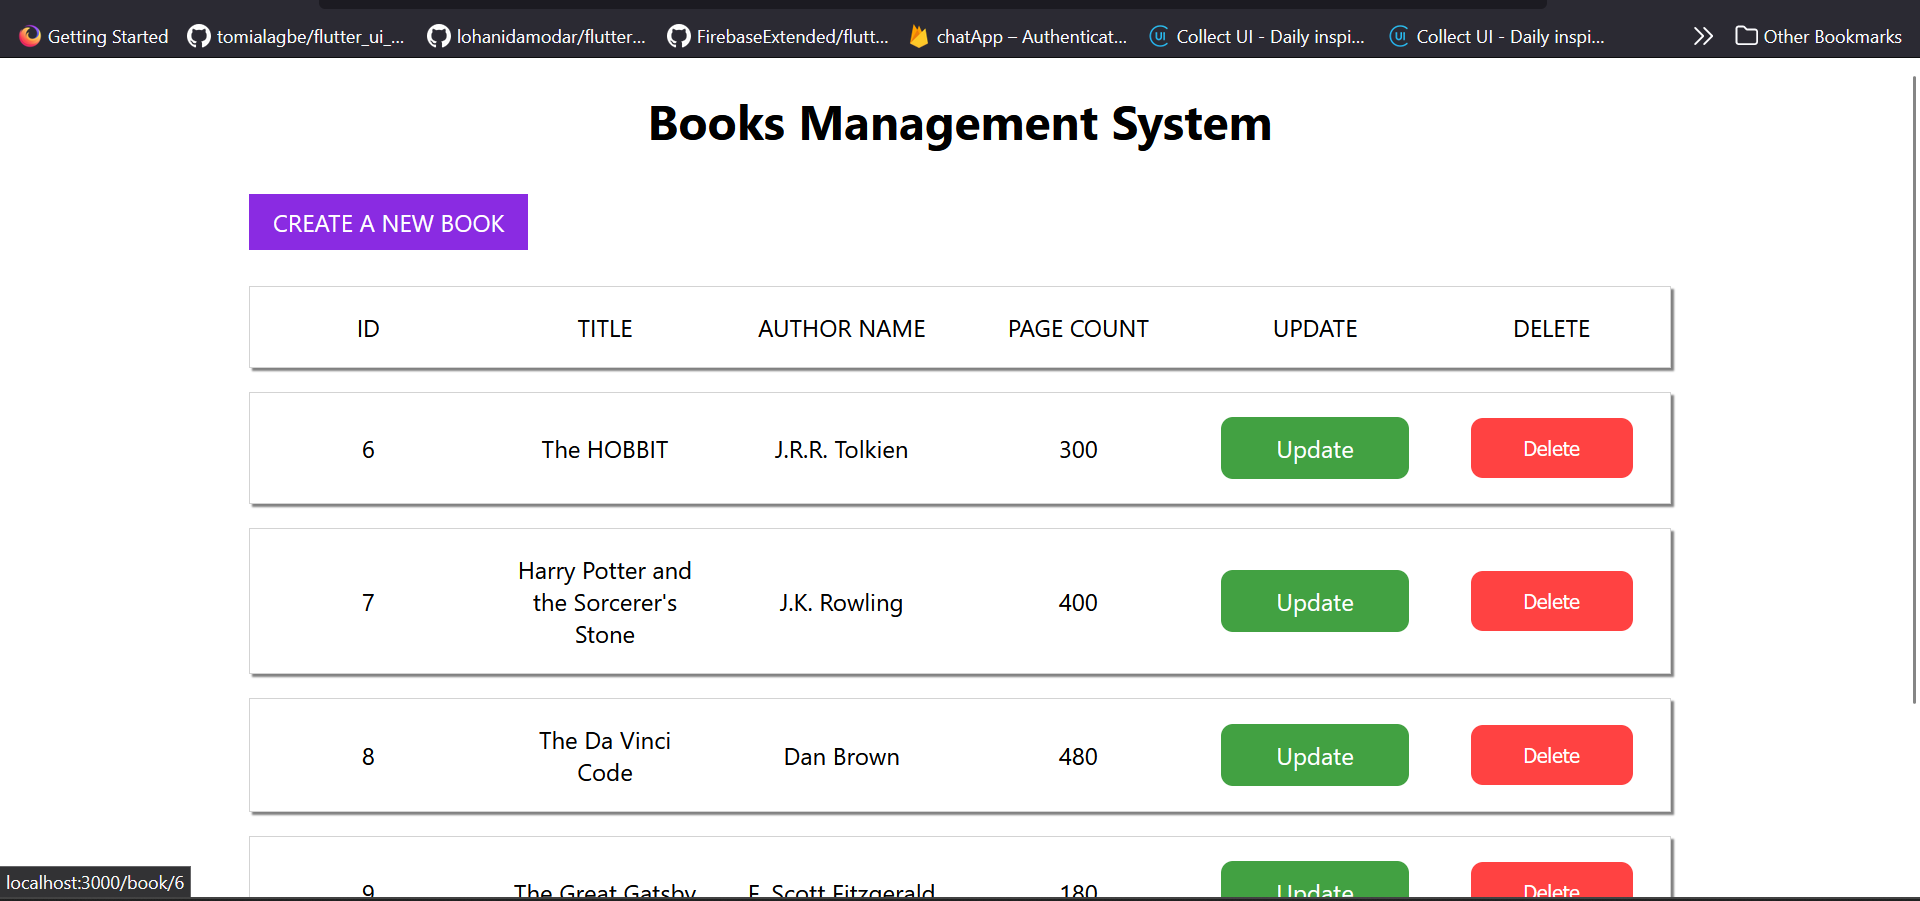 Getting Started tomialagbe/flutter_ui_... lohanidamodar/flutter... FirebaseExtended/flutt... chatApp – Authenticat... UI Collect UI - Daily inspi... UI Collect UI - Daily inspi... Other Bookmarks
Books Management System
CREATE A NEW BOOK
ID TITLE AUTHOR NAME PAGE COUNT UPDATE DELETE
6 The HOBBIT J.R.R. Tolkien 300 Update Delete
Harry Potter and
the Sorcerer's
Stone
7 J.K. Rowling 400 Update Delete
The Da Vinci
Code
8 Dan Brown 480 Update Delete
9 The Great Gatsby F. Scott Fitzgerald 180 Update Delete
localhost:3000/book/6